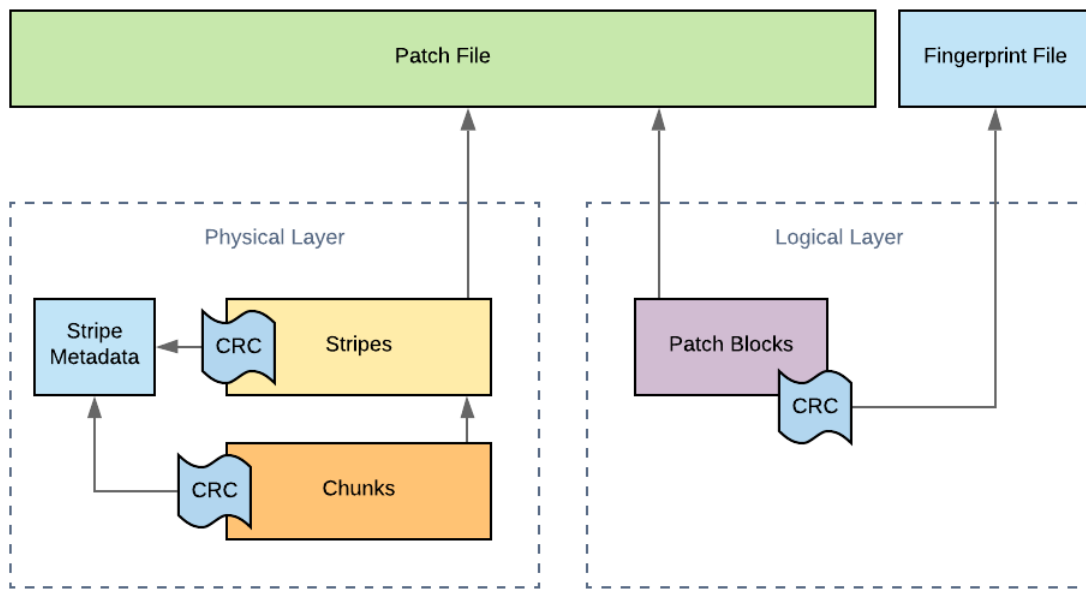 Patch File
Fingerprint File
Physical Layer
Logical Layer
Stripe
Metadata
CRC
Stripes
Patch Blocks
CRC
CRC
Chunks